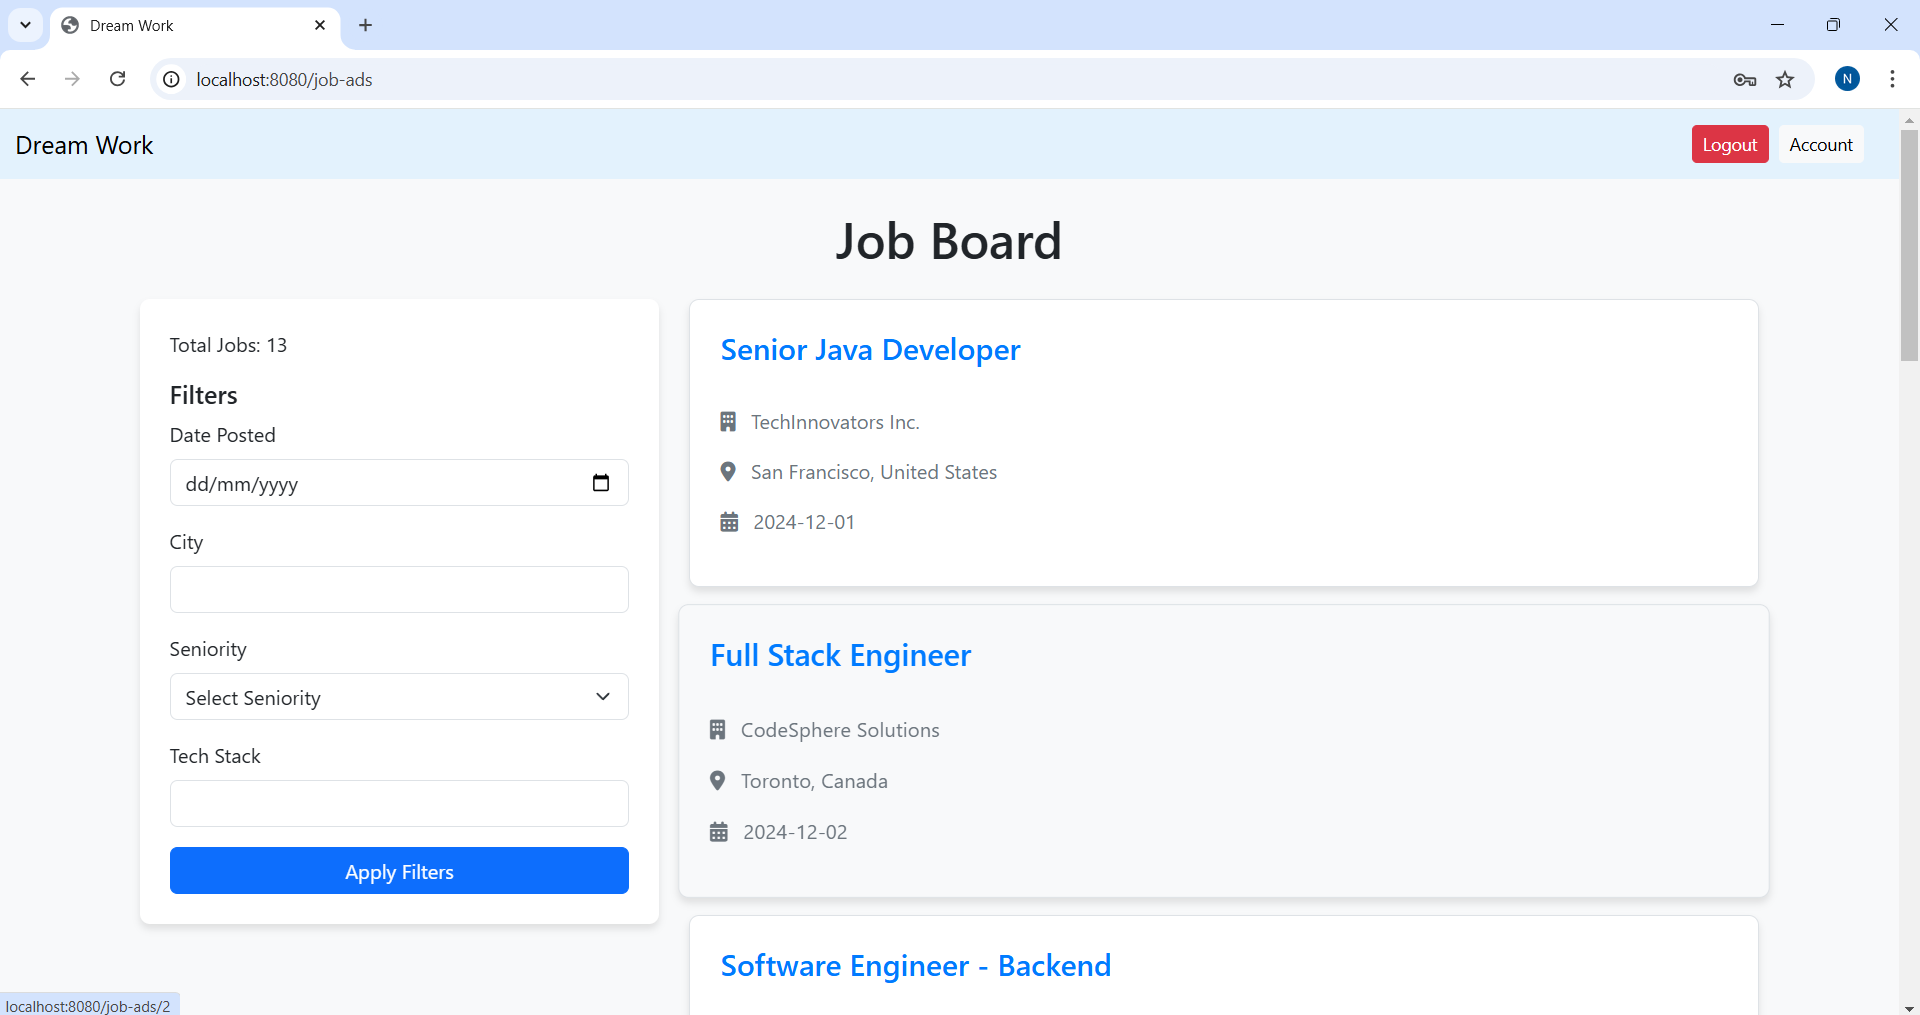 Dream Work
localhost:8080/job-ads
N
Dream Work
Logout
Account
Job Board
Total Jobs: 13
Filters
Date Posted
dd/mm/yyyy
City
Seniority
Select Seniority
Tech Stack
Apply Filters
Senior Java Developer
TechInnovators Inc.
San Francisco, United States
2024-12-01
Full Stack Engineer
CodeSphere Solutions
Toronto, Canada
2024-12-02
Software Engineer - Backend
localhost:8080/job-ads/2